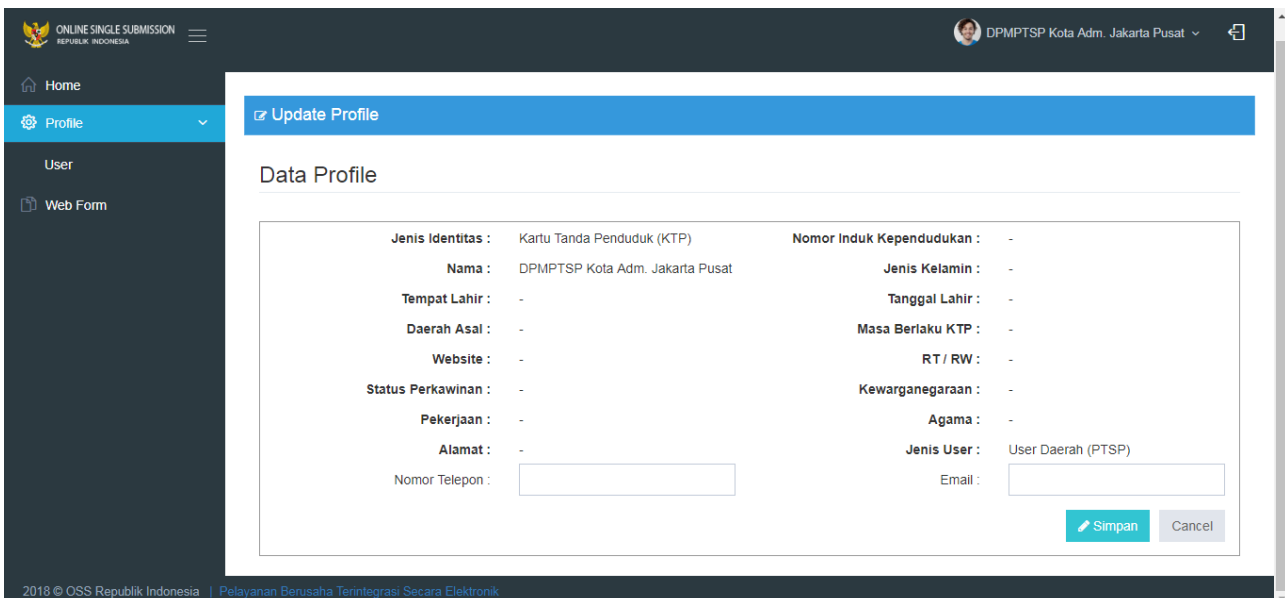 ONLINE SINGLE SUBMISSION
REPUBLIK INDONESIA
DPMPTSP Kota Adm. Jakarta Pusat
Home
Profile
User
Web Form
Update Profile
Data Profile
Jenis Identitas : Kartu Tanda Penduduk (KTP) Nomor Induk Kependudukan : -
Nama : DPMPTSP Kota Adm. Jakarta Pusat Jenis Kelamin : -
Tempat Lahir : - Tanggal Lahir : -
Daerah Asal : - Masa Berlaku KTP : -
Website : - RT / RW : -
Status Perkawinan : - Kewarganegaraan : -
Pekerjaan : - Agama : -
Alamat : - Jenis User : User Daerah (PTSP)
Nomor Telepon : Email :
Simpan Cancel
2018 © OSS Republik Indonesia | Pelayanan Berusaha Terintegrasi Secara Elektronik